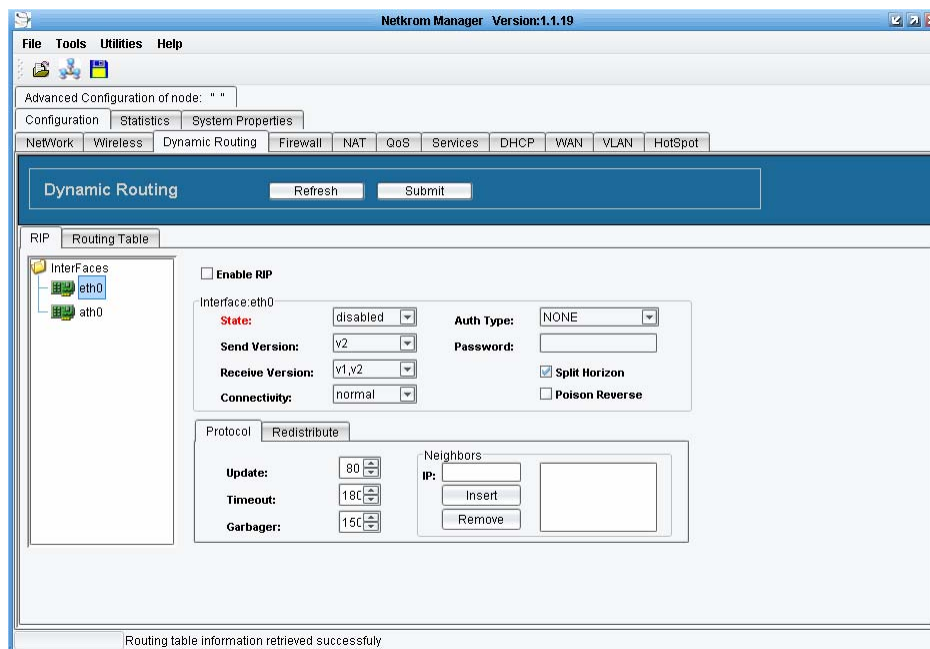 Netkrom Manager Version:1.1.19
File Tools Utilities Help
Advanced Configuration of node: " "
Configuration Statistics System Properties
NetWork Wireless Dynamic Routing Firewall NAT QoS Services DHCP WAN VLAN HotSpot
Dynamic Routing Refresh Submit
RIP Routing Table
InterFaces
eth0
ath0
Enable RIP
Interface:eth0
State: disabled Auth Type: NONE
Send Version: v2 Password:
Receive Version: v1,v2 Split Horizon
Connectivity: normal Poison Reverse
Protocol Redistribute
Update: 80
Timeout: 180
Garbager: 150
Neighbors
IP:
Insert
Remove
Routing table information retrieved successfuly